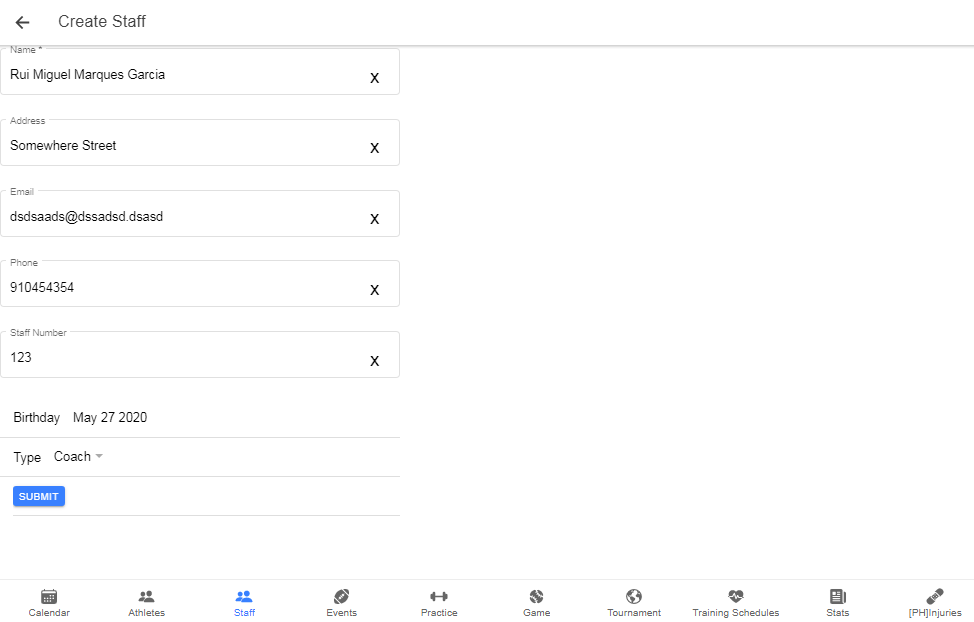 Create Staff
Name *
Rui Miguel Marques Garcia
X
Address
Somewhere Street
X
Email
dsdsaads@dssadsd.dsasd
X
Phone
910454354
X
Staff Number
123
X
Birthday May 27 2020
Type Coach
SUBMIT
Calendar Athletes Staff Events Practice Game Tournament Training Schedules Stats [PH]Injuries